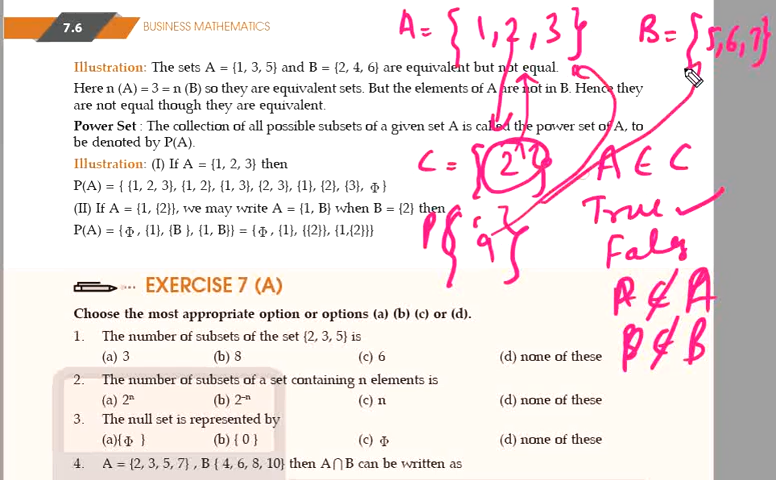 7.6 BUSINESS MATHEMATICS
A = { 1, 2, 3 } B = { 5, 6, 7 }
Illustration: The sets A = {1, 3, 5} and B = {2, 4, 6} are equivalent but not equal.
Here n (A) = 3 = n (B) so they are equivalent sets. But the elements of A are not in B. Hence they
are not equal though they are equivalent.
Power Set : The collection of all possible subsets of a given set A is called the power set of A, to
be denoted by P(A).
Illustration: (I) If A = {1, 2, 3} then
P(A) = { {1, 2, 3}, {1, 2}, {1, 3}, {2, 3}, {1}, {2}, {3}, Φ }
(II) If A = {1, {2}}, we may write A = {1, B} when B = {2} then
P(A) = {Φ, {1}, {B }, {1, B}} = {Φ, {1}, {{2}}, {1,{2}}}
A ∈ C
True ✓
False
A
B
EXERCISE 7 (A)
Choose the most appropriate option or options (a) (b) (c) or (d).
1. The number of subsets of the set {2, 3, 5} is
(a) 3 (b) 8 (c) 6 (d) none of these
2. The number of subsets of a set containing n elements is
(a) 2ⁿ (b) 2⁻ⁿ (c) n (d) none of these
3. The null set is represented by
(a){Φ } (b) { 0 } (c) Φ (d) none of these
4. A = {2, 3, 5, 7} , B { 4, 6, 8, 10} then A∩B can be written as